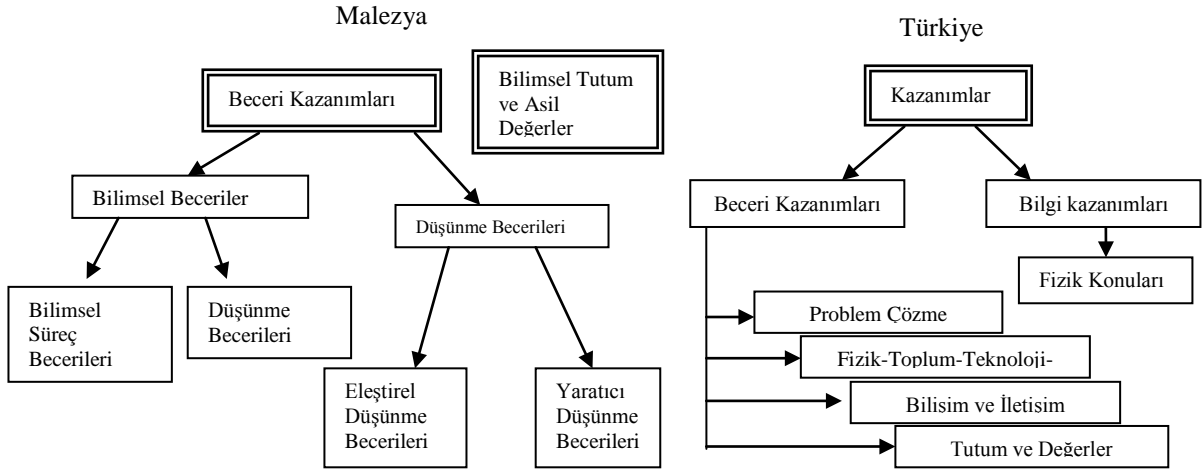 Malezya
Beceri Kazanımları
Bilimsel Tutum
ve Asil
Değerler
Bilimsel Beceriler
Düşünme Becerileri
Bilimsel
Süreç
Becerileri
Düşünme
Becerileri
Eleştirel
Düşünme
Becerileri
Yaratıcı
Düşünme
Becerileri
Türkiye
Kazanımlar
Beceri Kazanımları
Bilgi kazanımları
Fizik Konuları
Problem Çözme
Fizik-Toplum-Teknoloji-
Bilişim ve İletişim
Tutum ve Değerler